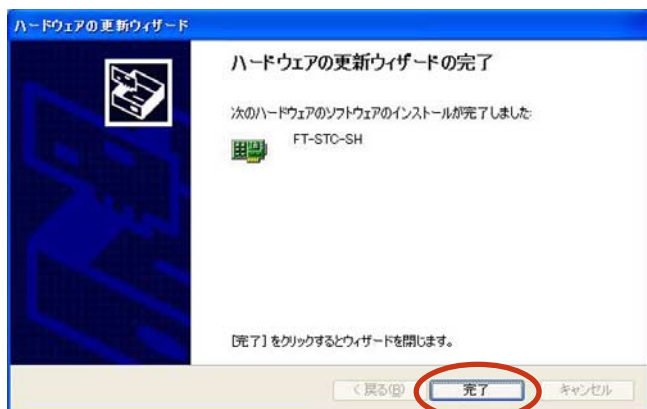 ハードウェアの更新ウィザード
ハードウェアの更新ウィザードの完了
次のハードウェアのソフトウェアのインストールが完了しました:
FT-STC-SH
[完了] をクリックするとウィザードを閉じます。
< 戻る(B) 完了 キャンセル